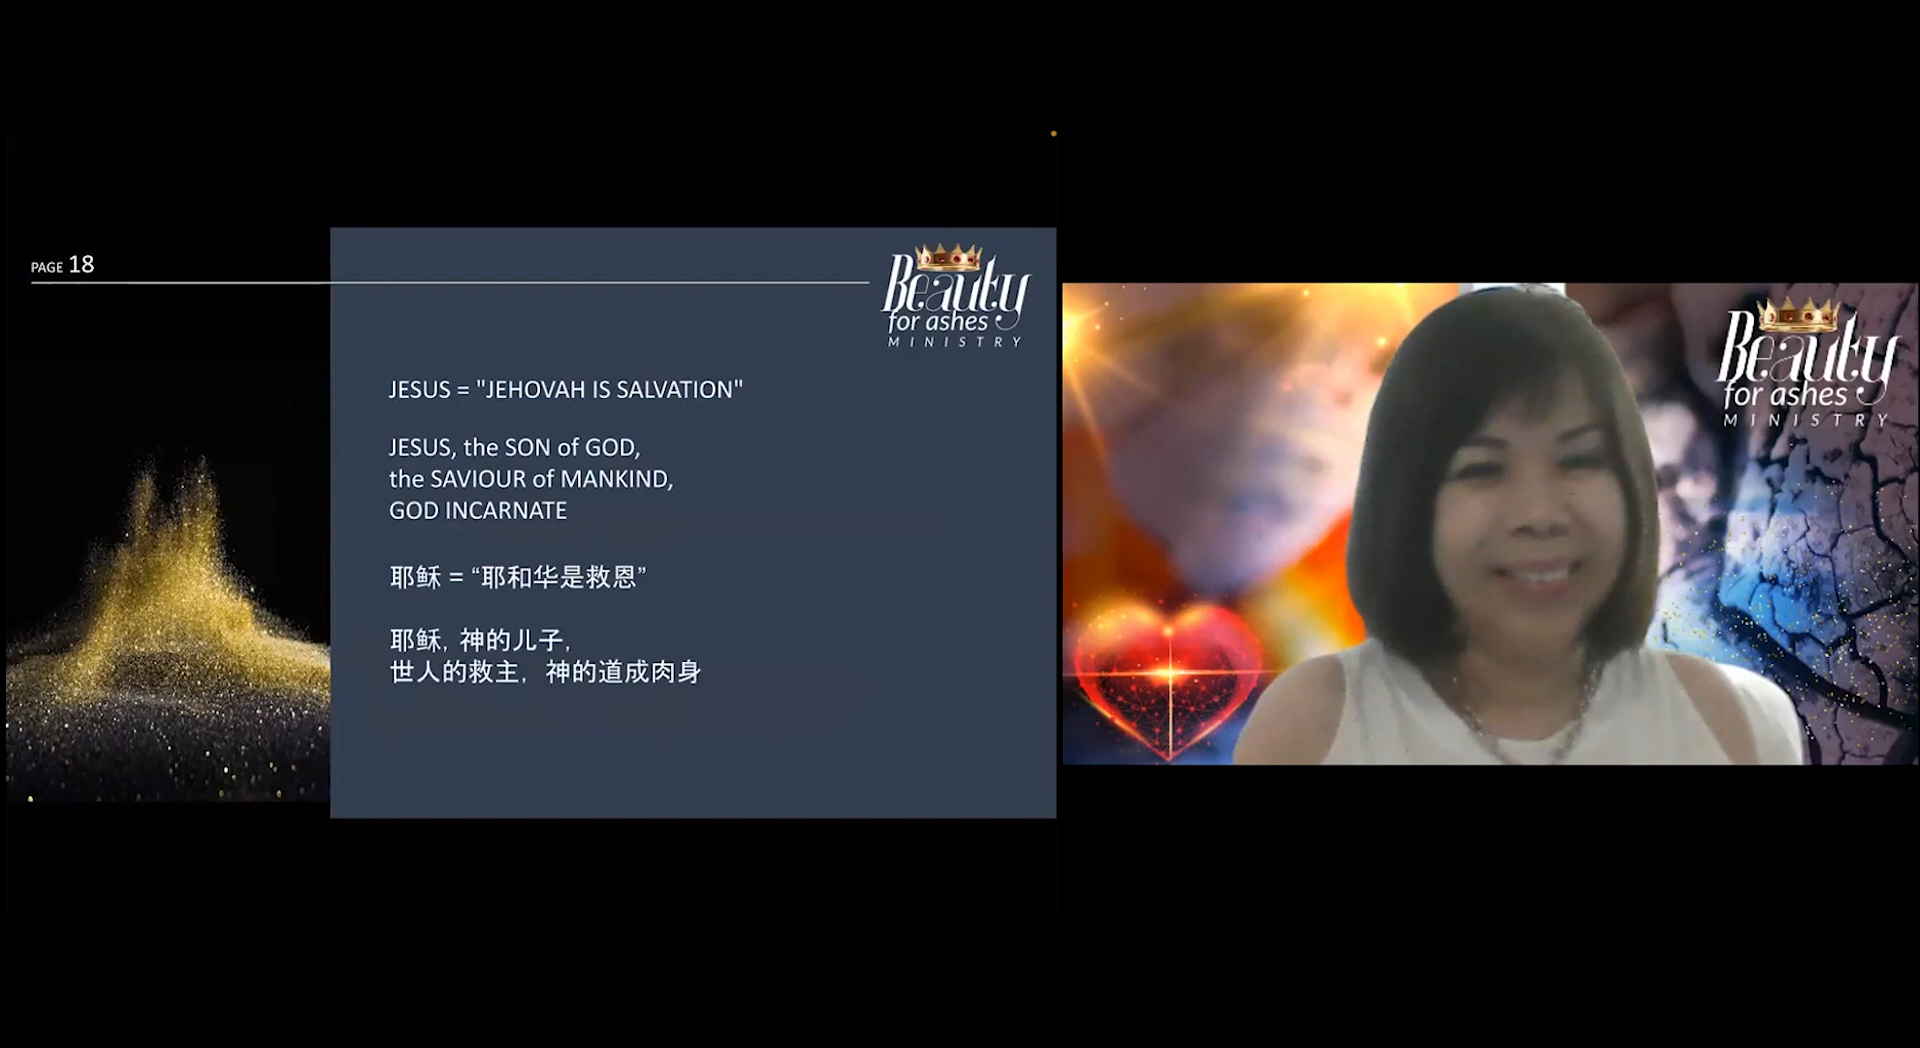 PAGE 18
Beauty
for ashes
MINISTRY
JESUS = "JEHOVAH IS SALVATION"
JESUS, the SON of GOD,
the SAVIOUR of MANKIND,
GOD INCARNATE
耶稣 = “耶和华是救恩”
耶稣, 神的儿子,
世人的救主, 神的道成肉身
Beauty
for ashes
MINISTRY